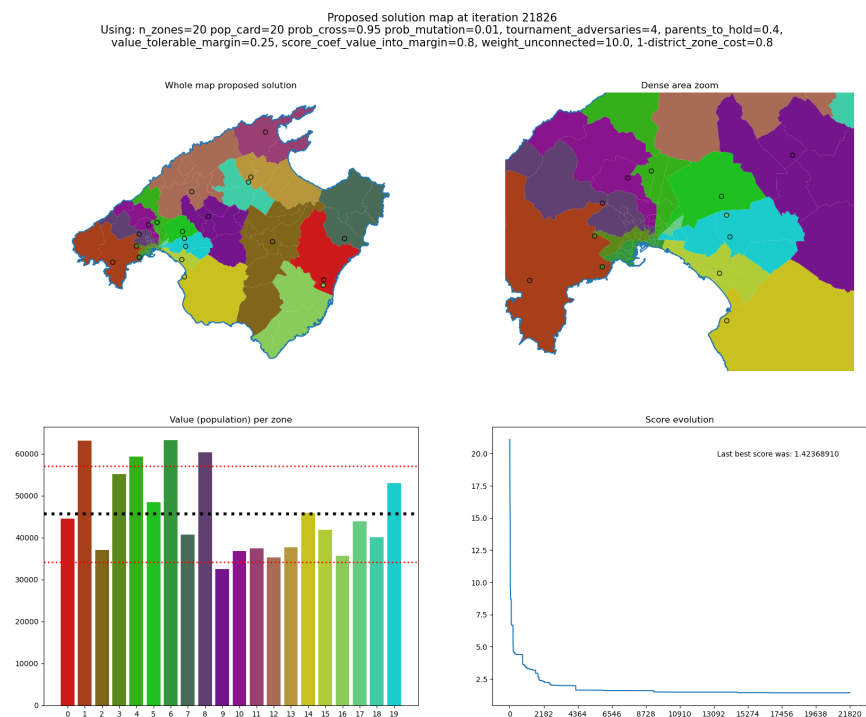 Proposed solution map at iteration 21826
Using: n_zones=20 pop_card=20 prob_cross=0.95 prob_mutation=0.01, tournament_adversaries=4, parents_to_hold=0.4,
value_tolerable_margin=0.25, score_coef_value_into_margin=0.8, weight_unconnected=10.0, 1-district_zone_cost=0.8
Whole map proposed solution
Dense area zoom
Value (population) per zone
60000
50000
40000
30000
20000
10000
0
0 1 2 3 4 5 6 7 8 9 10 11 12 13 14 15 16 17 18 19
Score evolution
Last best score was: 1.42368910
20.0
17.5
15.0
12.5
10.0
7.5
5.0
2.5
0 2182 4364 6546 8728 10910 13092 15274 17456 19638 21820